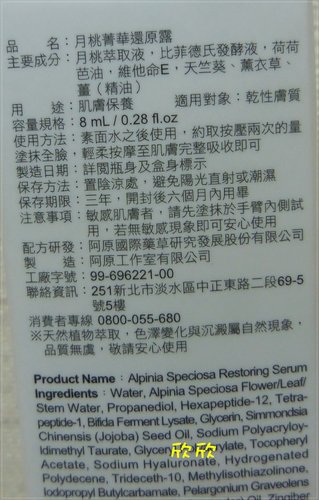 品　　名：月桃菁華還原露
主要成分：月桃萃取液，比菲德氏發酵液，荷荷
芭油，維他命E，天竺葵、薰衣草、
薑（精油）
用　　途：肌膚保養　　適用對象：乾性膚質
容量規格：8 mL / 0.28 fl.oz
使用方法：素面水之後使用，約取按壓兩次的量
塗抹全臉，輕柔按摩至肌膚完整吸收即可
製造日期：詳閱瓶身及盒身標示
保存方法：置陰涼處，避免陽光直射或潮濕
保存期限：三年，開封後六個月內用畢
注意事項：敏感肌膚者，請先塗抹於手臂內側試
用，若無敏感現象即可安心使用
配方研發：阿原國際藥草研究發展股份有限公司
製　　造：阿原工作室有限公司
工廠字號：99-696221-00
聯絡資訊：251新北市淡水區中正東路二段69-5
號5樓
消費者專線 0800-055-680
※天然植物萃取，色澤變化與沉澱屬自然現象，
品質無虞，敬請安心使用
Product Name : Alpinia Speciosa Restoring Serum
Ingredients : Water, Alpinia Speciosa Flower/Leaf/
Stem Water, Propanediol, Hexapeptide-12, Tetra-
peptide-1, Bifida Ferment Lysate, Glycerin, Simmondsia
Chinensis (Jojoba) Seed Oil, Sodium Polyacryloy-
ldimethyl Taurate, Glyceryl Tocopheryl
欣欣
Acetate, Sodium Hyaluronate, Hydrogenated
Polydecene, Trideceth-10, Methylisothiazolinone,
Iodopropyl Butylcarbamate, Pelargonium Graveolens
Oil, Zingiber